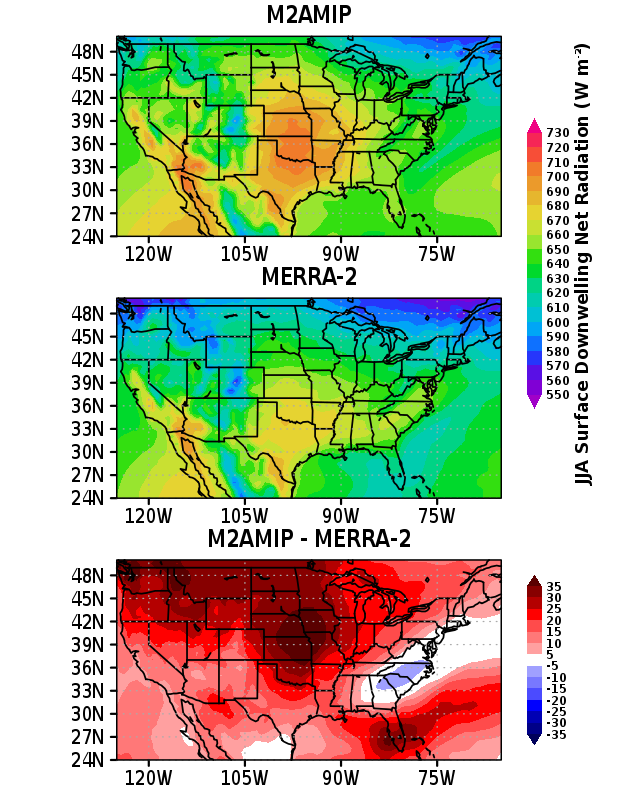 M2AMIP
48N
45N
42N
39N
36N
33N
30N
27N
24N
120W 105W 90W 75W
MERRA-2
48N
45N
42N
39N
36N
33N
30N
27N
24N
120W 105W 90W 75W
M2AMIP - MERRA-2
48N
45N
42N
39N
36N
33N
30N
27N
24N
120W 105W 90W 75W
730
720
710
700
690
680
670
660
650
640
630
620
610
600
590
580
570
560
550
JJA Surface Downwelling Net Radiation (W m⁻²)
35
30
25
20
15
10
5
-5
-10
-15
-20
-25
-30
-35